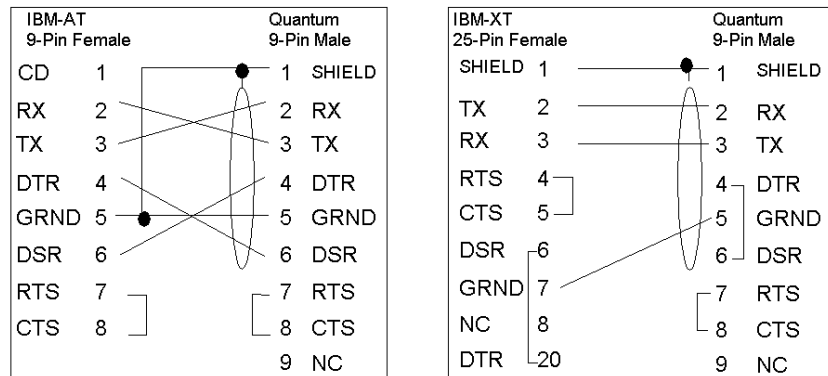 IBM-AT Quantum
9-Pin Female 9-Pin Male
CD 1 1 SHIELD
RX 2 2 RX
TX 3 3 TX
DTR 4 4 DTR
GRND 5 5 GRND
DSR 6 6 DSR
RTS 7 7 RTS
CTS 8 8 CTS
9 NC
IBM-XT Quantum
25-Pin Female 9-Pin Male
SHIELD 1 1 SHIELD
TX 2 2 RX
RX 3 3 TX
RTS 4 4 DTR
CTS 5 5 GRND
DSR 6 6 DSR
GRND 7 7 RTS
NC 8 8 CTS
DTR 20 9 NC